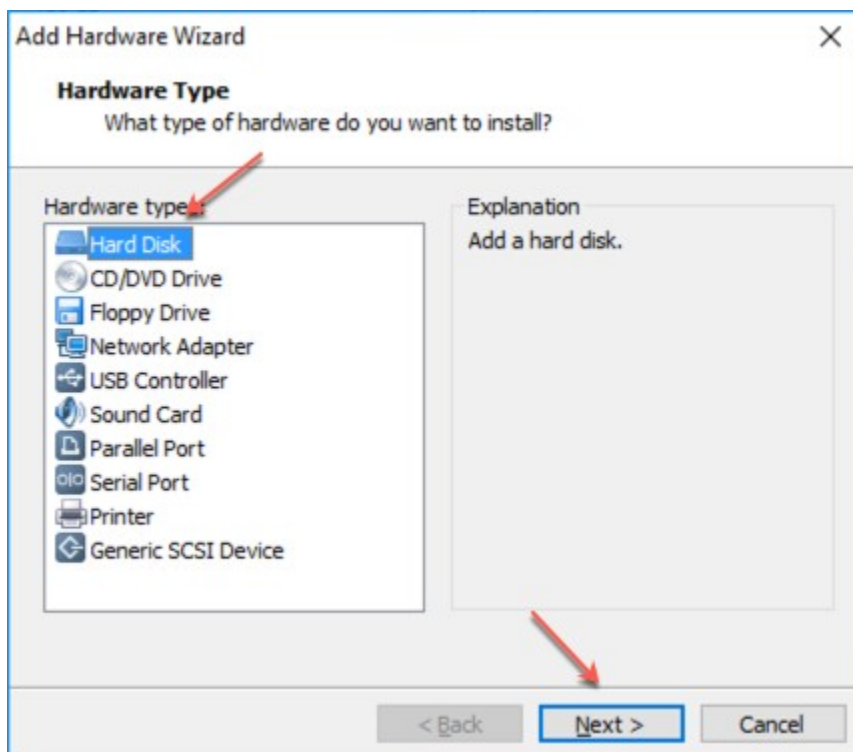 Add Hardware Wizard
Hardware Type
What type of hardware do you want to install?
Hardware types:
Hard Disk
CD/DVD Drive
Floppy Drive
Network Adapter
USB Controller
Sound Card
Parallel Port
Serial Port
Printer
Generic SCSI Device
Explanation
Add a hard disk.
< Back
Next >
Cancel